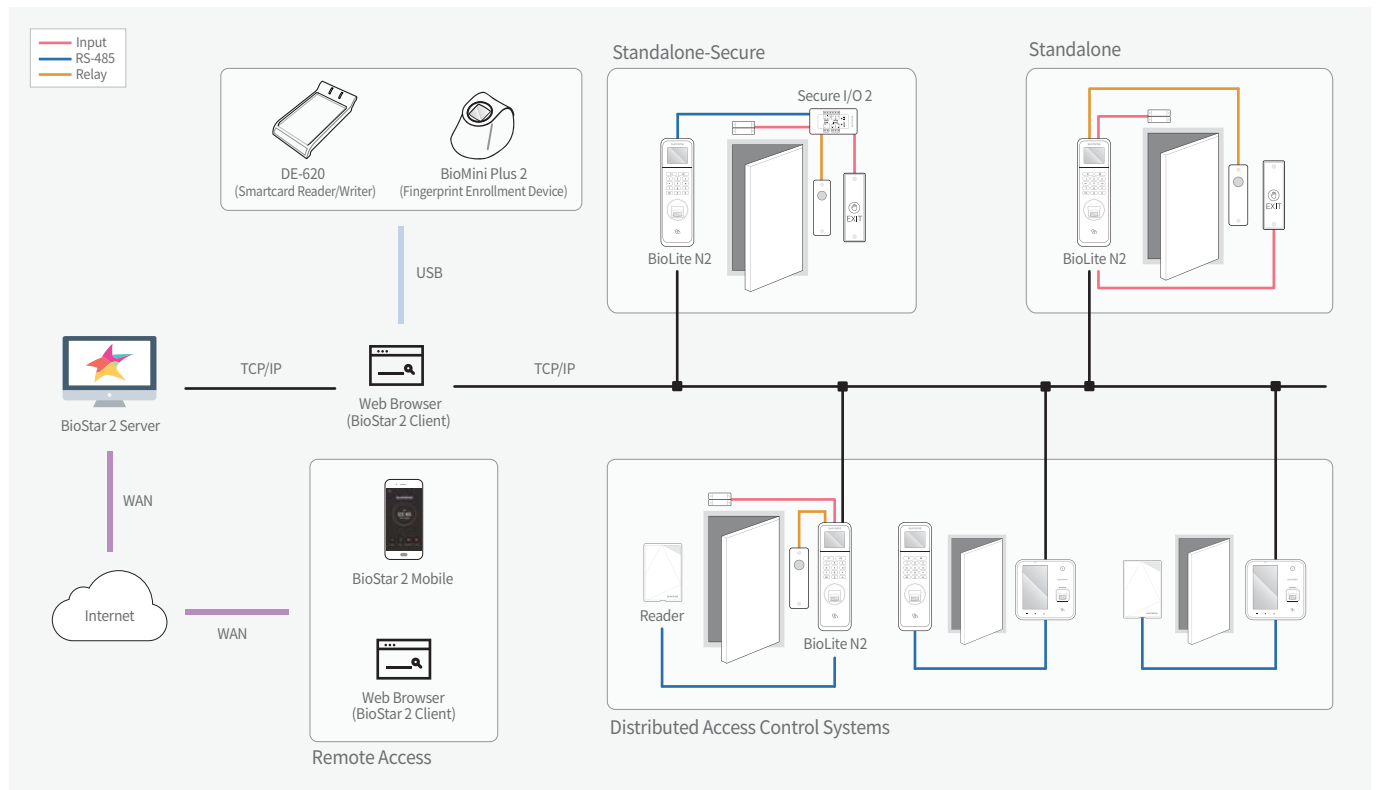 Input
RS-485
Relay
DE-620
(Smartcard Reader/Writer)
BioMini Plus 2
(Fingerprint Enrollment Device)
USB
Standalone-Secure
Secure I/O 2
EXIT
BioLite N2
Standalone
EXIT
BioLite N2
BioStar 2 Server
TCP/IP
Web Browser
(BioStar 2 Client)
TCP/IP
WAN
Internet
WAN
BioStar 2 Mobile
Web Browser
(BioStar 2 Client)
Remote Access
Reader
BioLite N2
Distributed Access Control Systems